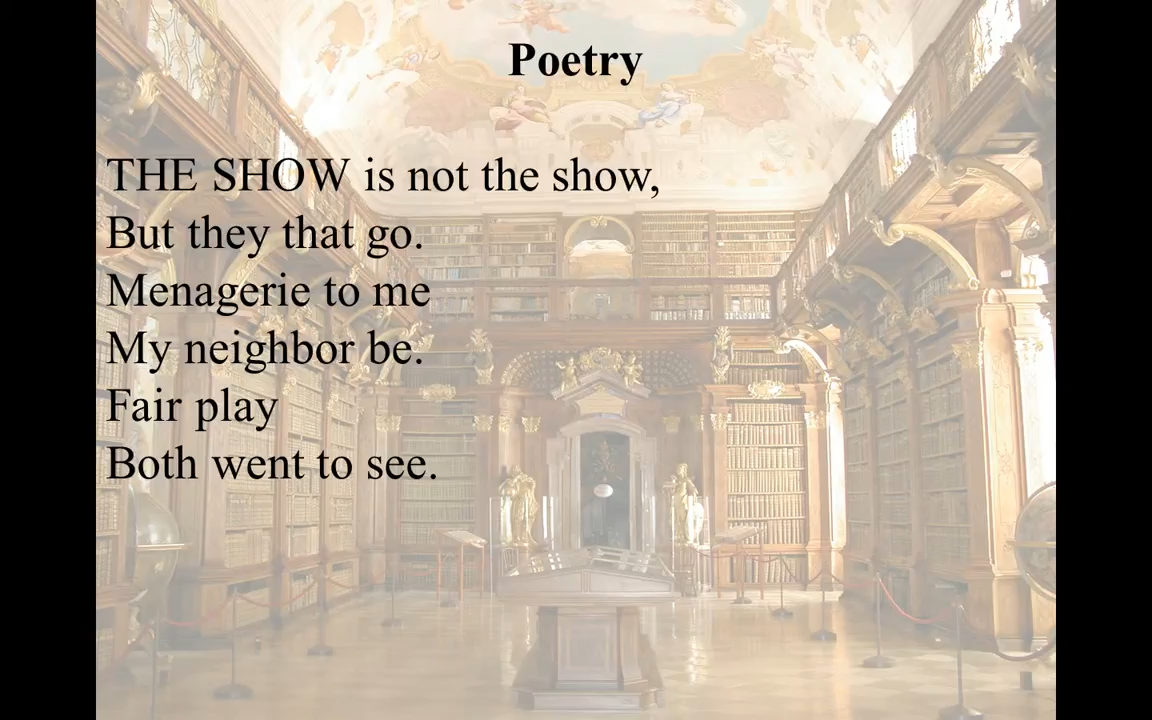 Poetry
THE SHOW is not the show,
But they that go.
Menagerie to me
My neighbor be.
Fair play
Both went to see.